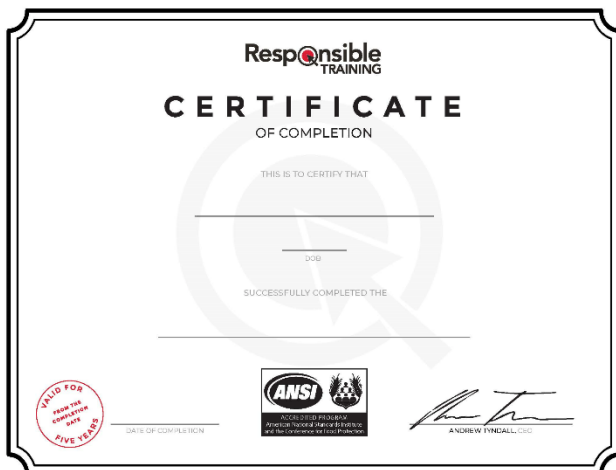 Responsible
TRAINING
CERTIFICATE
OF COMPLETION
THIS IS TO CERTIFY THAT
DOB
SUCCESSFULLY COMPLETED THE
VALID FOR
FROM THE
COMPLETION
DATE
FIVE YEARS
DATE OF COMPLETION
ANSI
ACCREDITED PROGRAM
American National Standards Institute
and the Conference for Food Protection
ANDREW TYNDALL, CEO